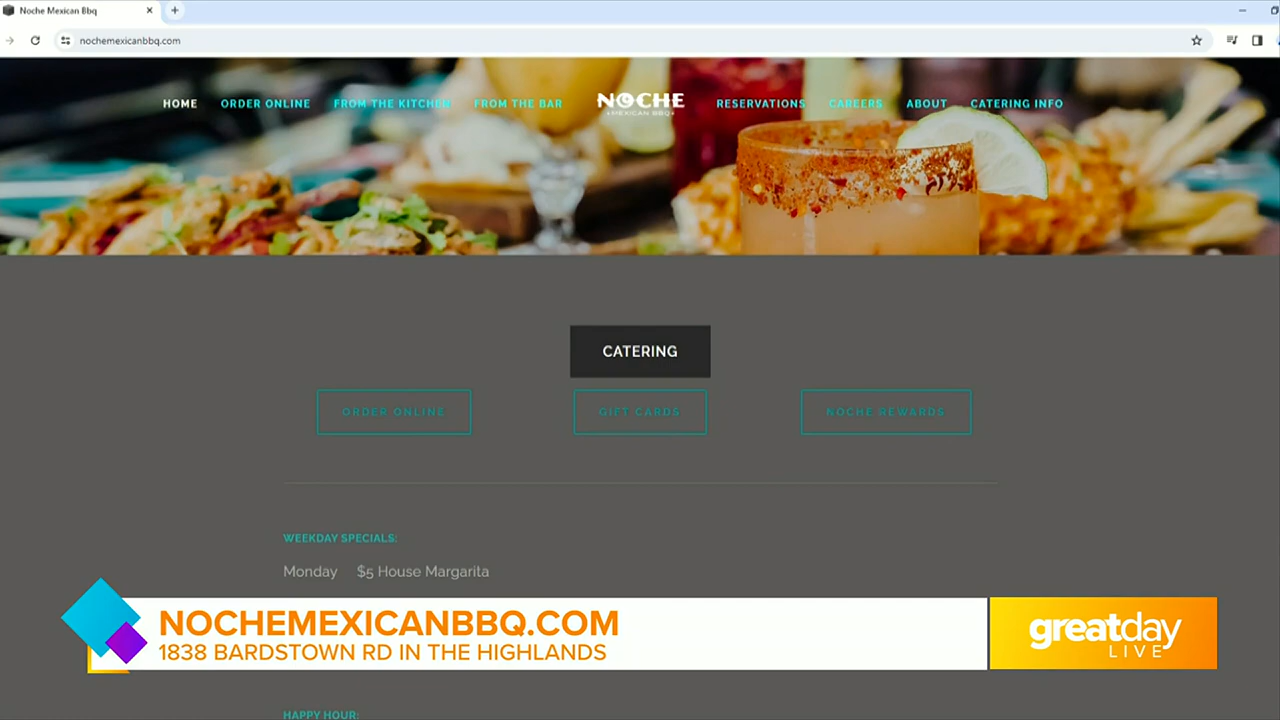 Noche Mexican Bbq
nochemexicanbbq.com
HOME ORDER ONLINE FROM THE KITCHEN FROM THE BAR NOCHE RESERVATIONS CAREERS ABOUT CATERING INFO
MEXICAN BBQ
CATERING
ORDER ONLINE GIFT CARDS NOCHE REWARDS
WEEKDAY SPECIALS:
Monday $5 House Margarita
NOCHEMEXICANBBQ.COM
1838 BARDSTOWN RD IN THE HIGHLANDS
greatday
LIVE
HAPPY HOUR: